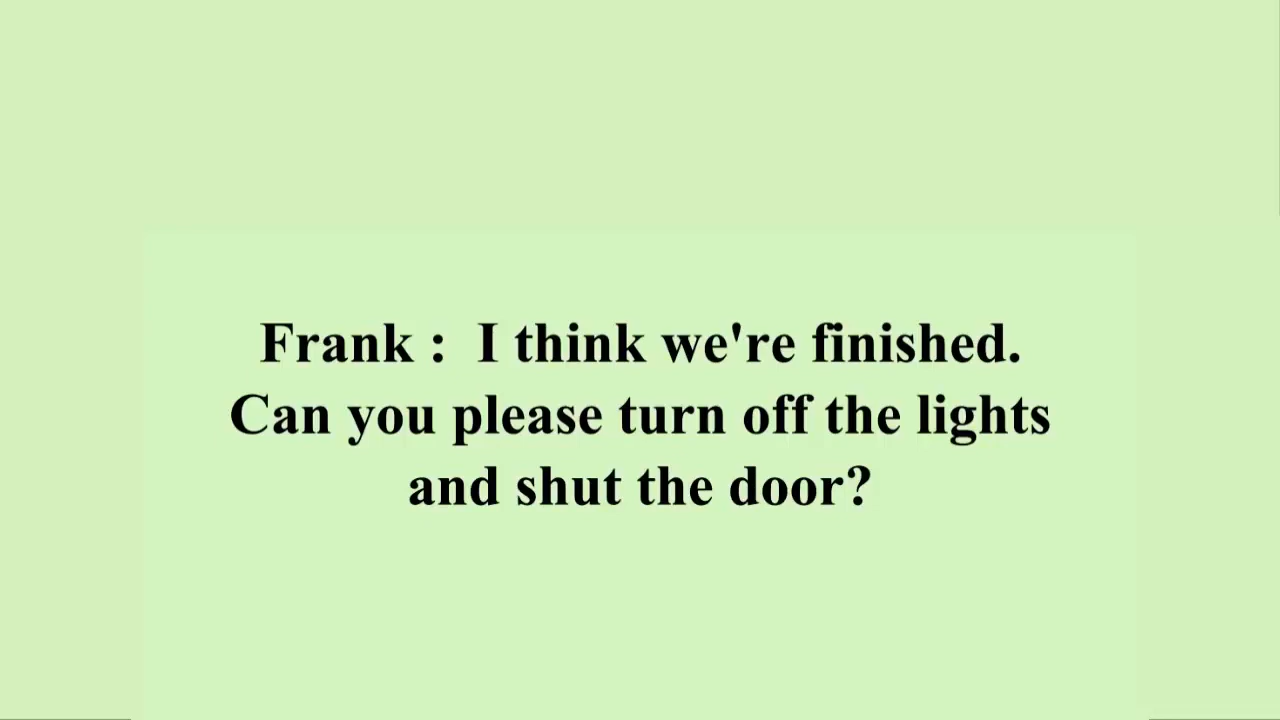 Frank :  I think we're finished.
Can you please turn off the lights
and shut the door?